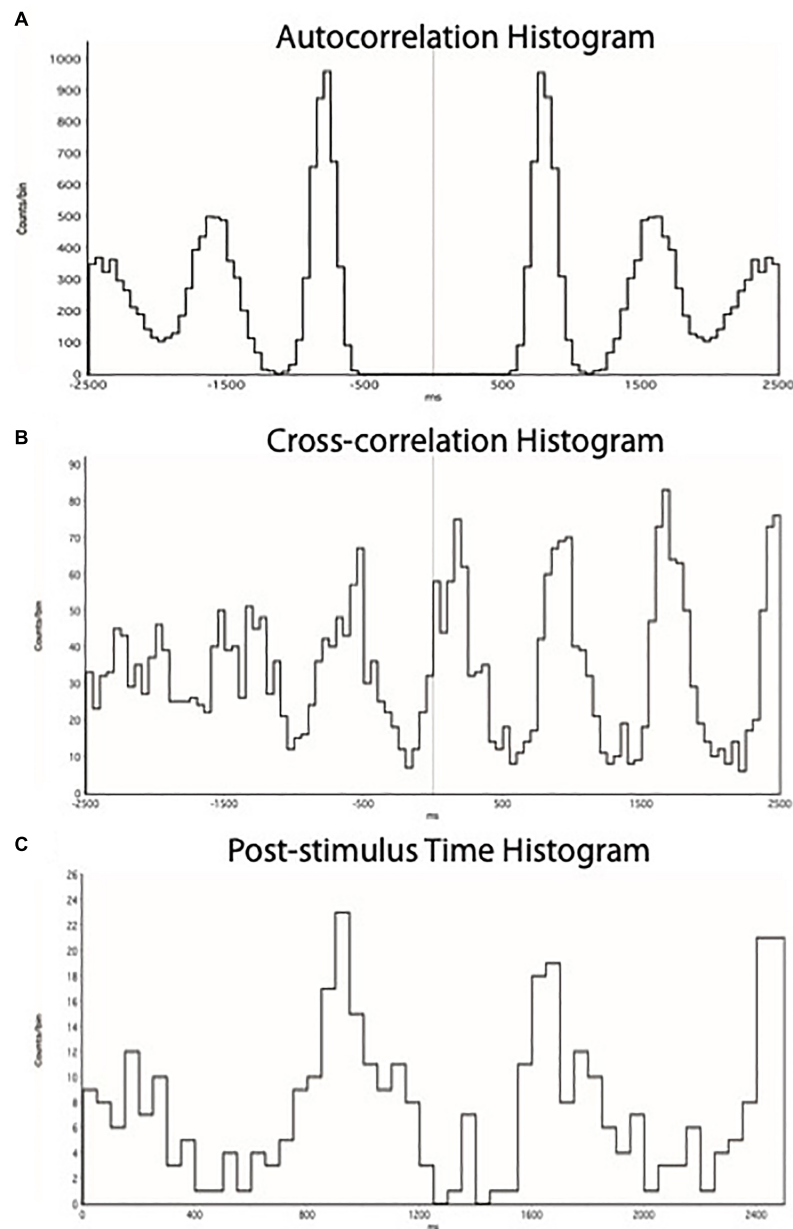 A
Autocorrelation Histogram
1000
900
800
700
600
500
400
300
200
100
0
Counts/bin
-2500 -1500 -500 500 1500 2500
ms
B
Cross-correlation Histogram
90
80
70
60
50
40
30
20
10
0
Counts/bin
-2500 -1500 -500 500 1500 2500
ms
C
Post-stimulus Time Histogram
26
24
22
20
18
16
14
12
10
8
6
4
2
0
Counts/bin
0 400 800 1200 1600 2000 2400
ms